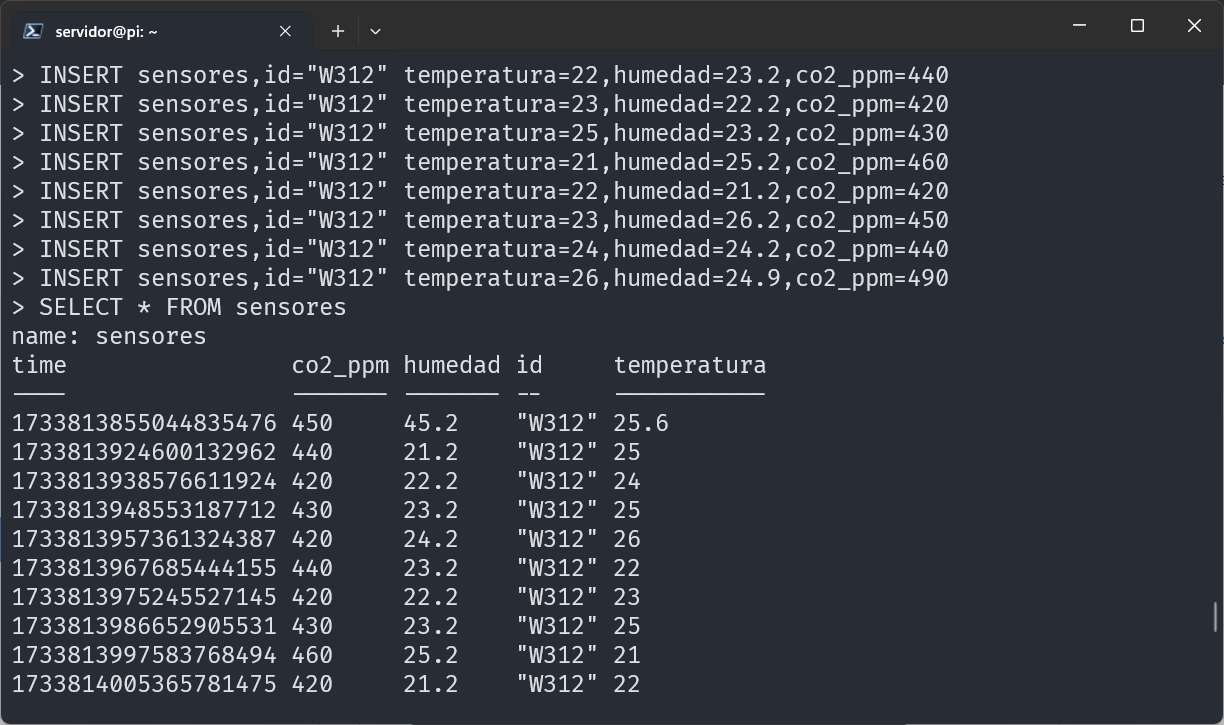 servidor@pi: ~
> INSERT sensores,id="W312" temperatura=22,humedad=23.2,co2_ppm=440
> INSERT sensores,id="W312" temperatura=23,humedad=22.2,co2_ppm=420
> INSERT sensores,id="W312" temperatura=25,humedad=23.2,co2_ppm=430
> INSERT sensores,id="W312" temperatura=21,humedad=25.2,co2_ppm=460
> INSERT sensores,id="W312" temperatura=22,humedad=21.2,co2_ppm=420
> INSERT sensores,id="W312" temperatura=23,humedad=26.2,co2_ppm=450
> INSERT sensores,id="W312" temperatura=24,humedad=24.2,co2_ppm=440
> INSERT sensores,id="W312" temperatura=26,humedad=24.9,co2_ppm=490
> SELECT * FROM sensores
name: sensores
time                co2_ppm humedad id     temperatura
----                ------- ------- --     -----------
1733813855044835476 450     45.2    "W312" 25.6
1733813924600132962 440     21.2    "W312" 25
1733813938576611924 420     22.2    "W312" 24
1733813948553187712 430     23.2    "W312" 25
1733813957361324387 420     24.2    "W312" 26
1733813967685444155 440     23.2    "W312" 22
1733813975245527145 420     22.2    "W312" 23
1733813986652905531 430     23.2    "W312" 25
1733813997583768494 460     25.2    "W312" 21
1733814005365781475 420     21.2    "W312" 22